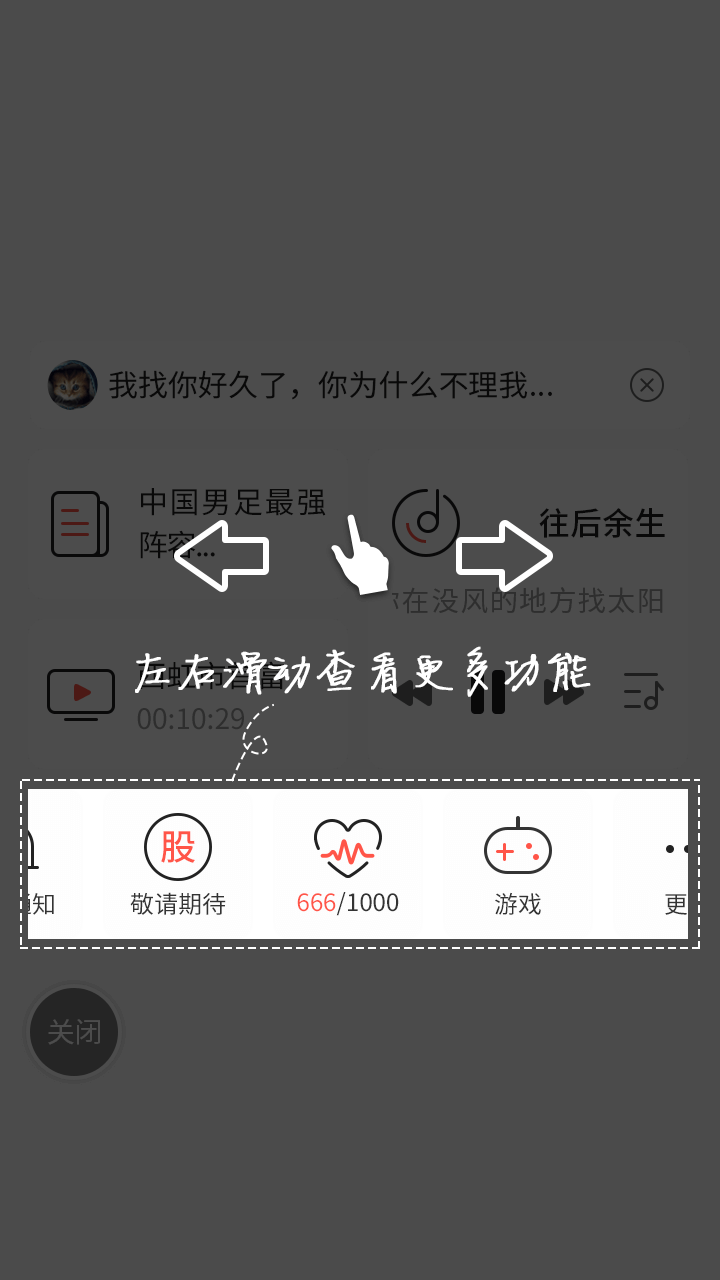 我找你好久了，你为什么不理我...
中国男足最强
阵容...
往后余生
你在没风的地方找太阳
左右滑动查看更多功能
00:10:29
知
股
敬请期待
666/1000
游戏
更
关闭